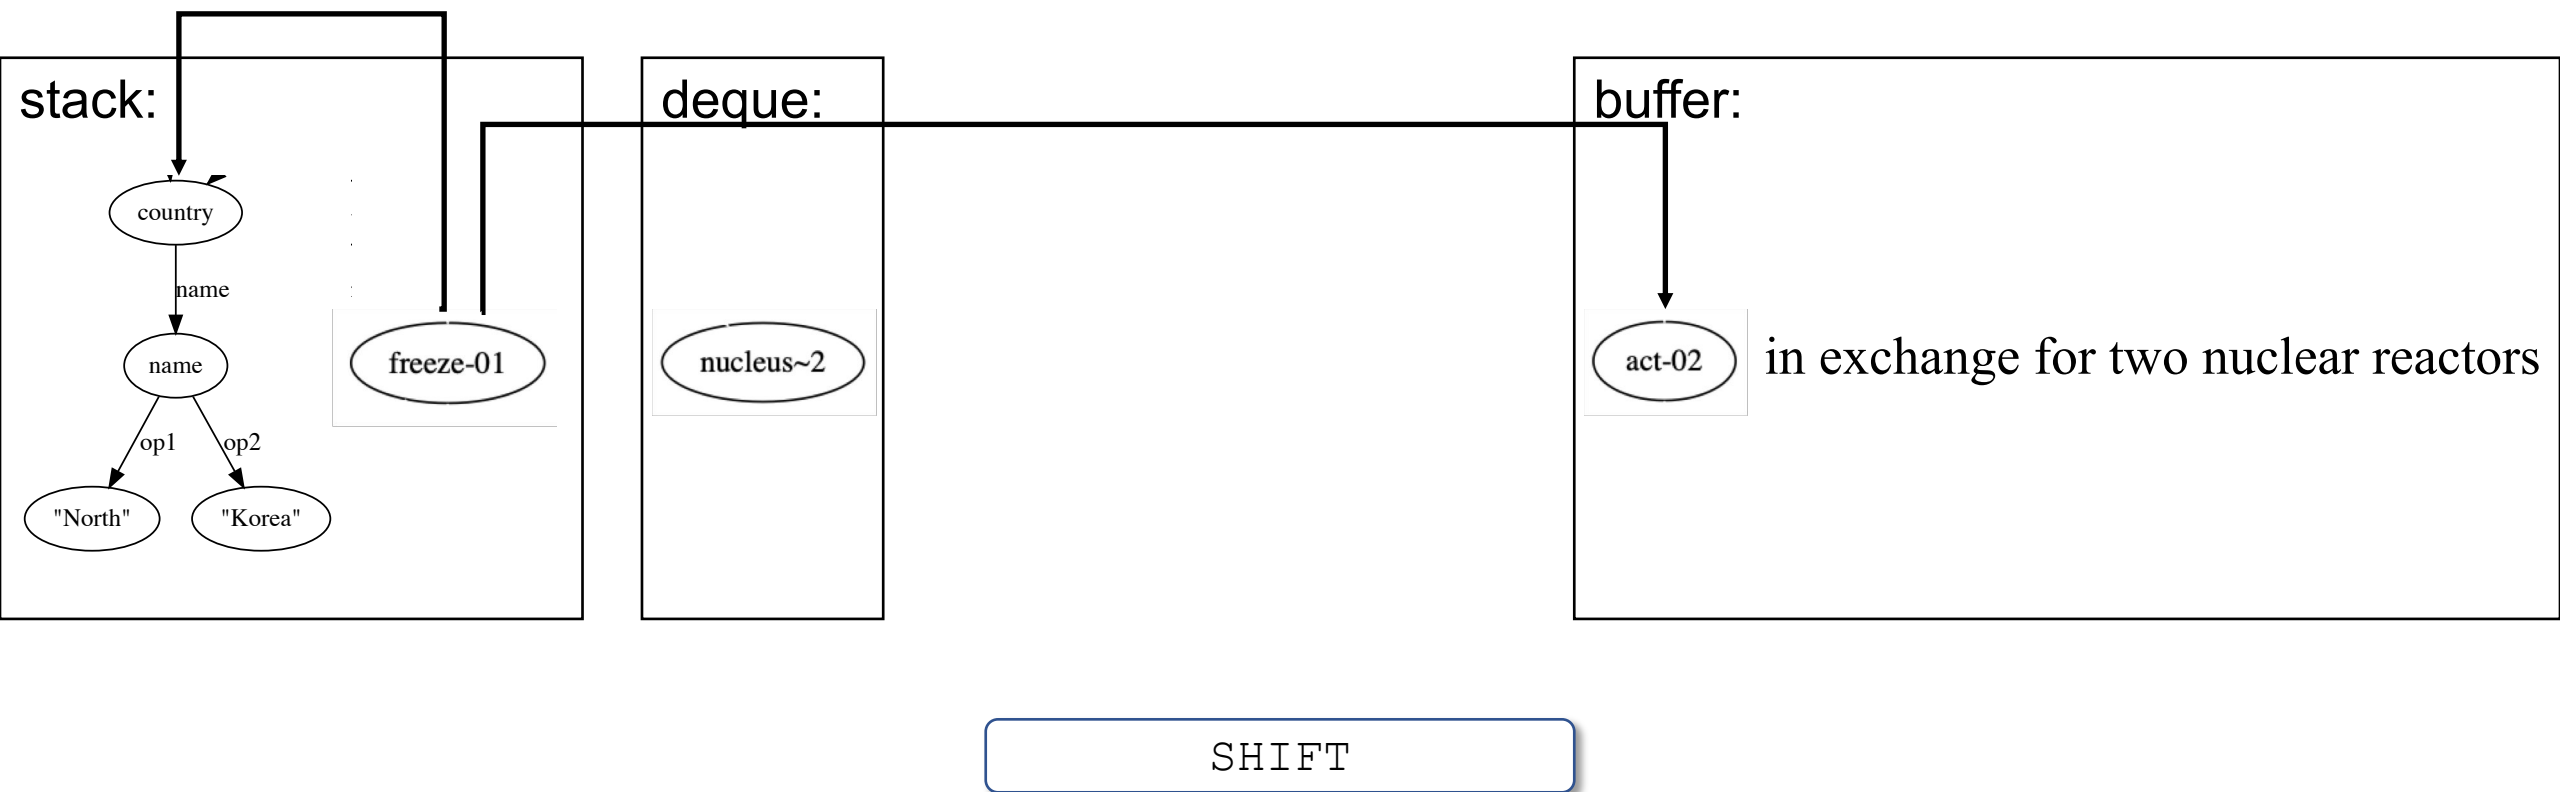 stack:
deque:
buffer:
country
name
name
freeze-01
nucleus~2
act-02
in exchange for two nuclear reactors
op1
op2
"North"
"Korea"
SHIFT